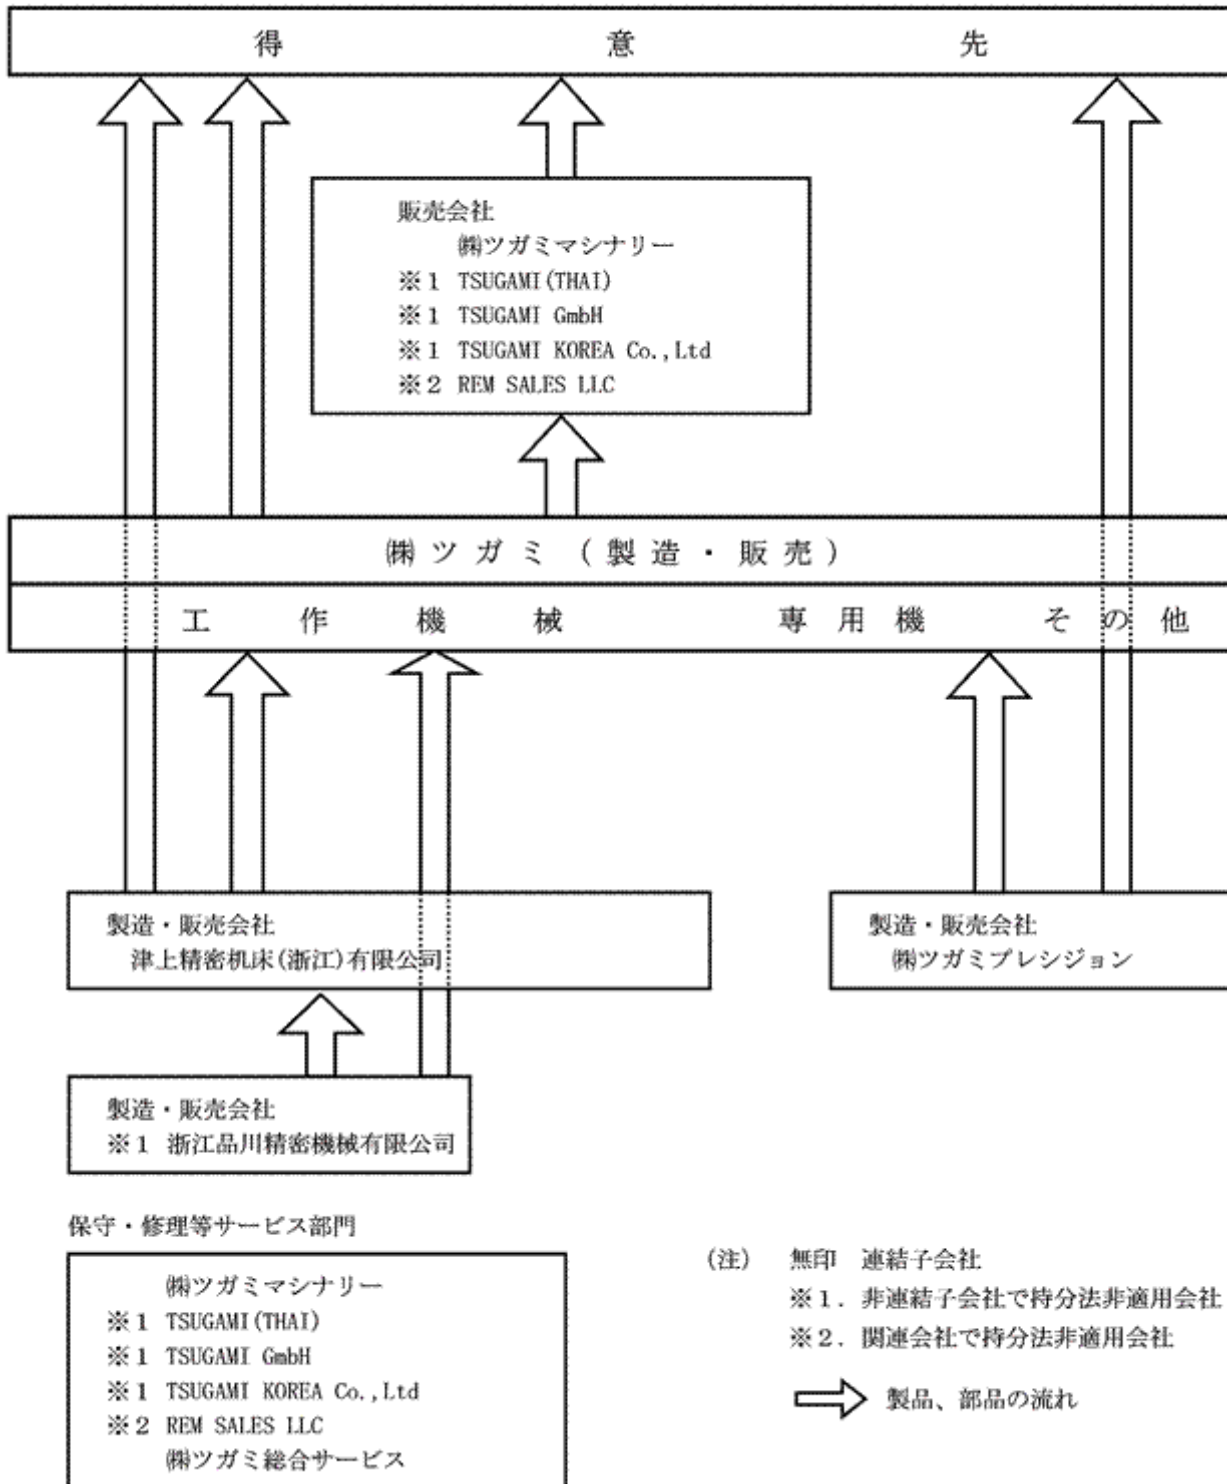 得意先
販売会社
㈱ツガミマシナリー
※1 TSUGAMI(THAI)
※1 TSUGAMI GmbH
※1 TSUGAMI KOREA Co.,Ltd
※2 REM SALES LLC
㈱ツガミ(製造・販売)
工作機械 専用機 その他
製造・販売会社
津上精密机床(浙江)有限公司
製造・販売会社
㈱ツガミプレシジョン
製造・販売会社
※1 浙江品川精密機械有限公司
保守・修理等サービス部門
㈱ツガミマシナリー
※1 TSUGAMI(THAI)
※1 TSUGAMI GmbH
※1 TSUGAMI KOREA Co.,Ltd
※2 REM SALES LLC
㈱ツガミ総合サービス
(注) 無印 連結子会社
※1. 非連結子会社で持分法非適用会社
※2. 関連会社で持分法非適用会社
製品、部品の流れ